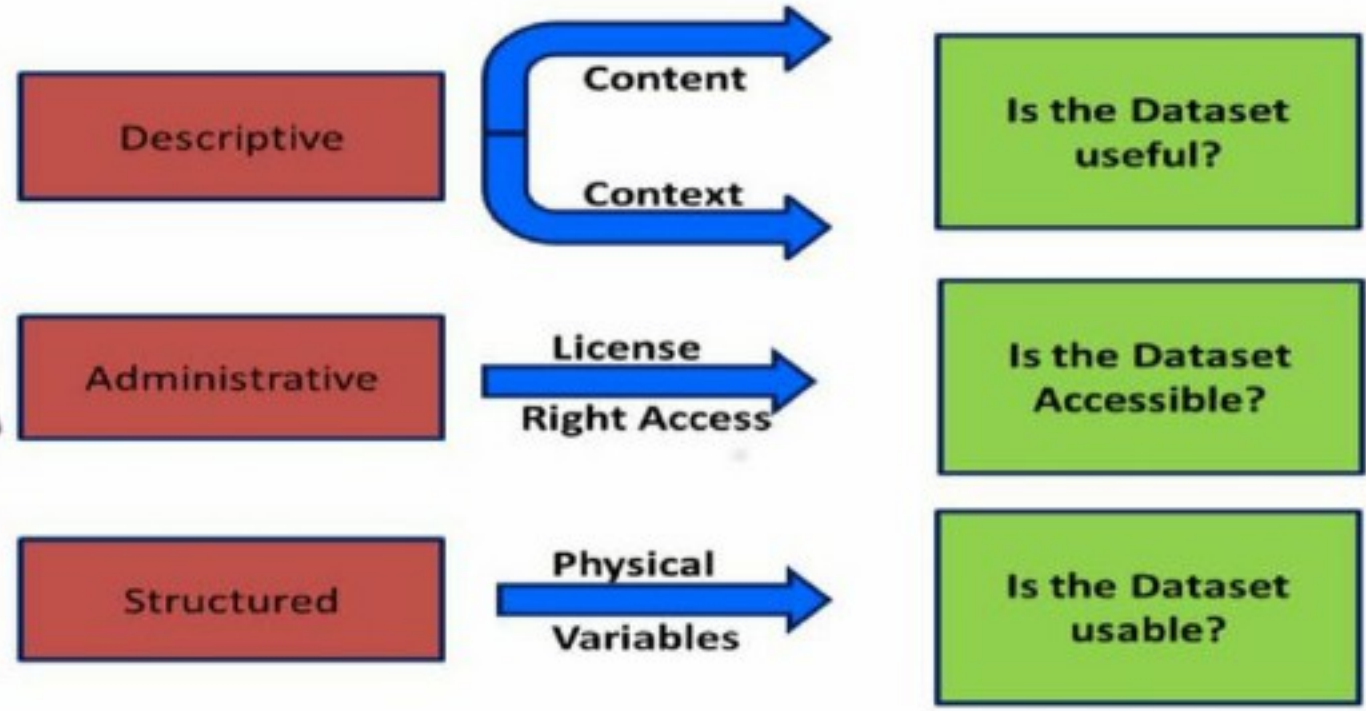 Descriptive
Content
Context
Is the Dataset
useful?
Administrative
License
Right Access
Is the Dataset
Accessible?
Structured
Physical
Variables
Is the Dataset
usable?